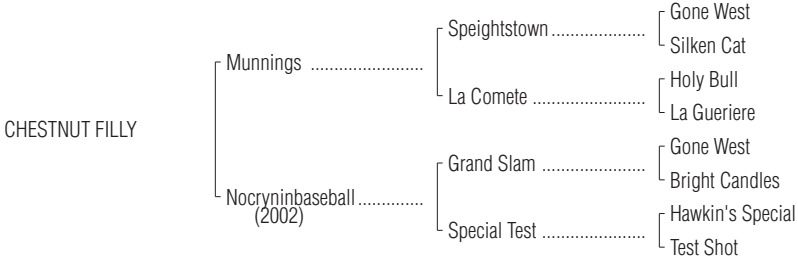 Gone West
Speightstown ......................
Silken Cat
Munnings ..........................
Holy Bull
La Comete ..........................
La Gueriere
CHESTNUT FILLY
Gone West
Grand Slam ........................
Bright Candles
Nocryninbaseball ...............
(2002)
Hawkin's Special
Special Test ........................
Test Shot